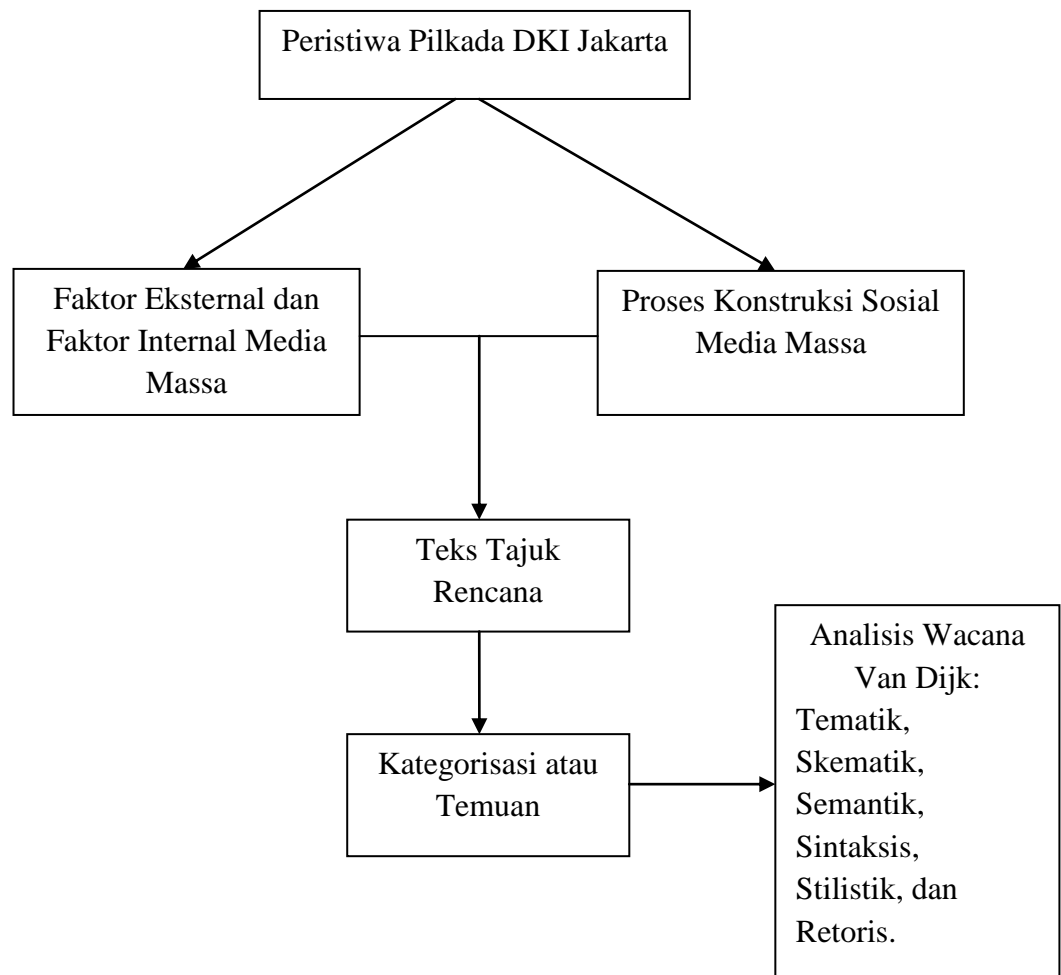 Peristiwa Pilkada DKI Jakarta
Faktor Eksternal dan
Faktor Internal Media
Massa
Proses Konstruksi Sosial
Media Massa
Teks Tajuk
Rencana
Kategorisasi atau
Temuan
Analisis Wacana
Van Dijk:
Tematik,
Skematik,
Semantik,
Sintaksis,
Stilistik, dan
Retoris.